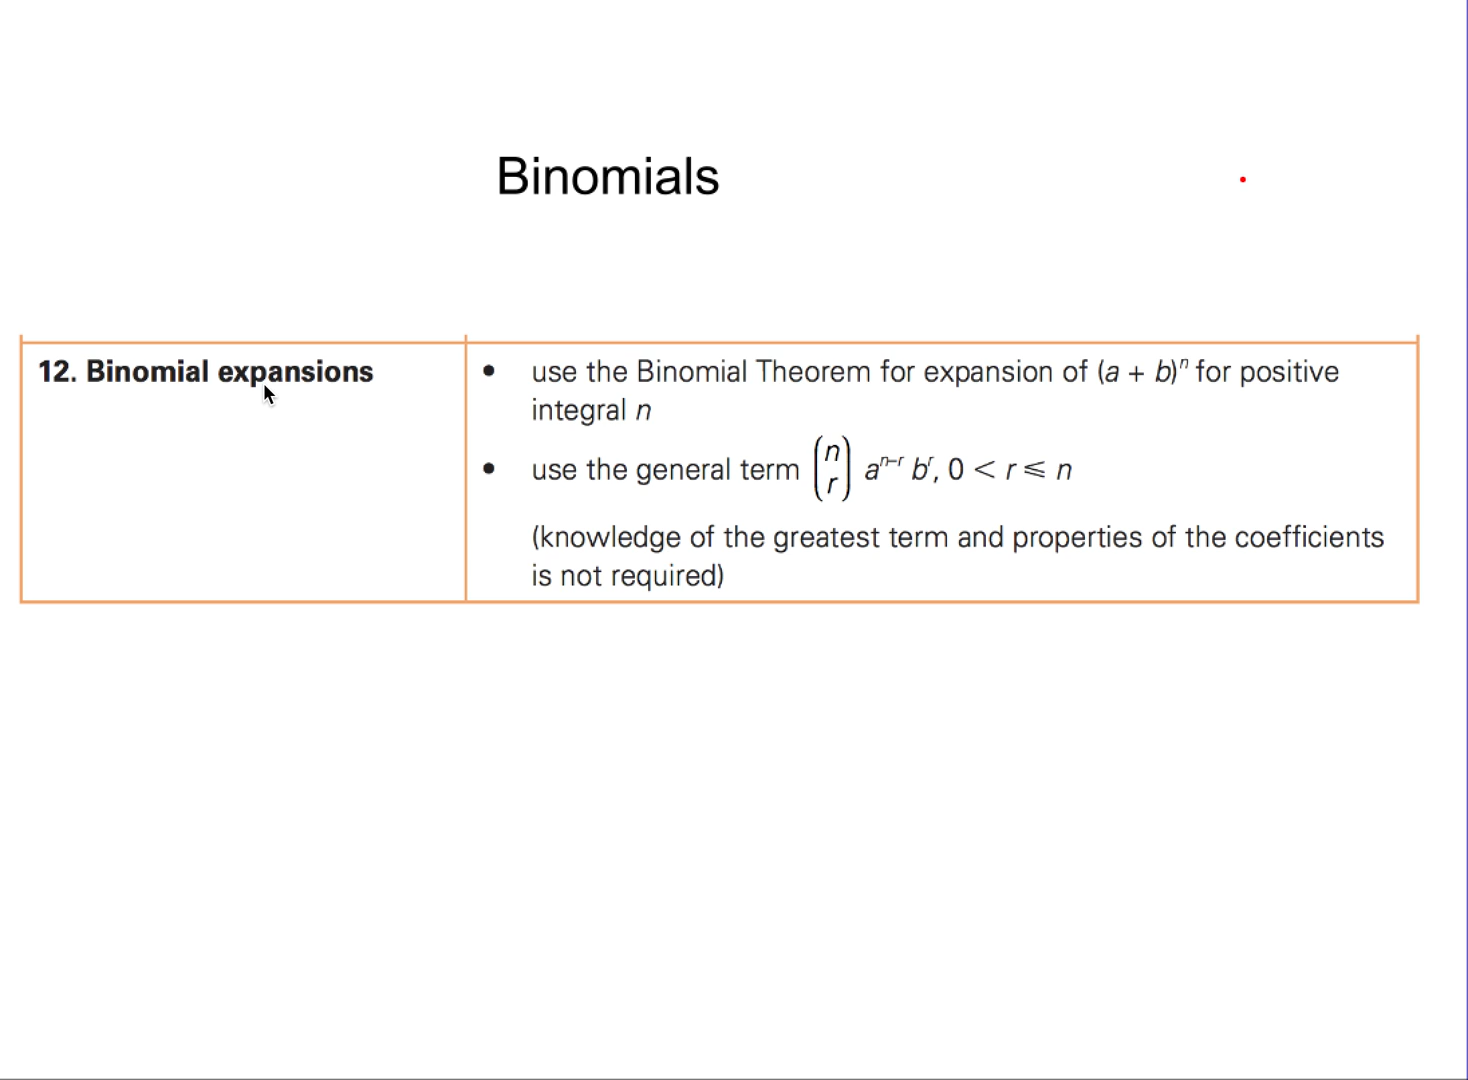 Binomials
12. Binomial expansions
• use the Binomial Theorem for expansion of (a + b)ⁿ for positive
integral n
• use the general term (n r) aⁿ⁻ʳ bʳ, 0 < r ⩽ n
(knowledge of the greatest term and properties of the coefficients
is not required)